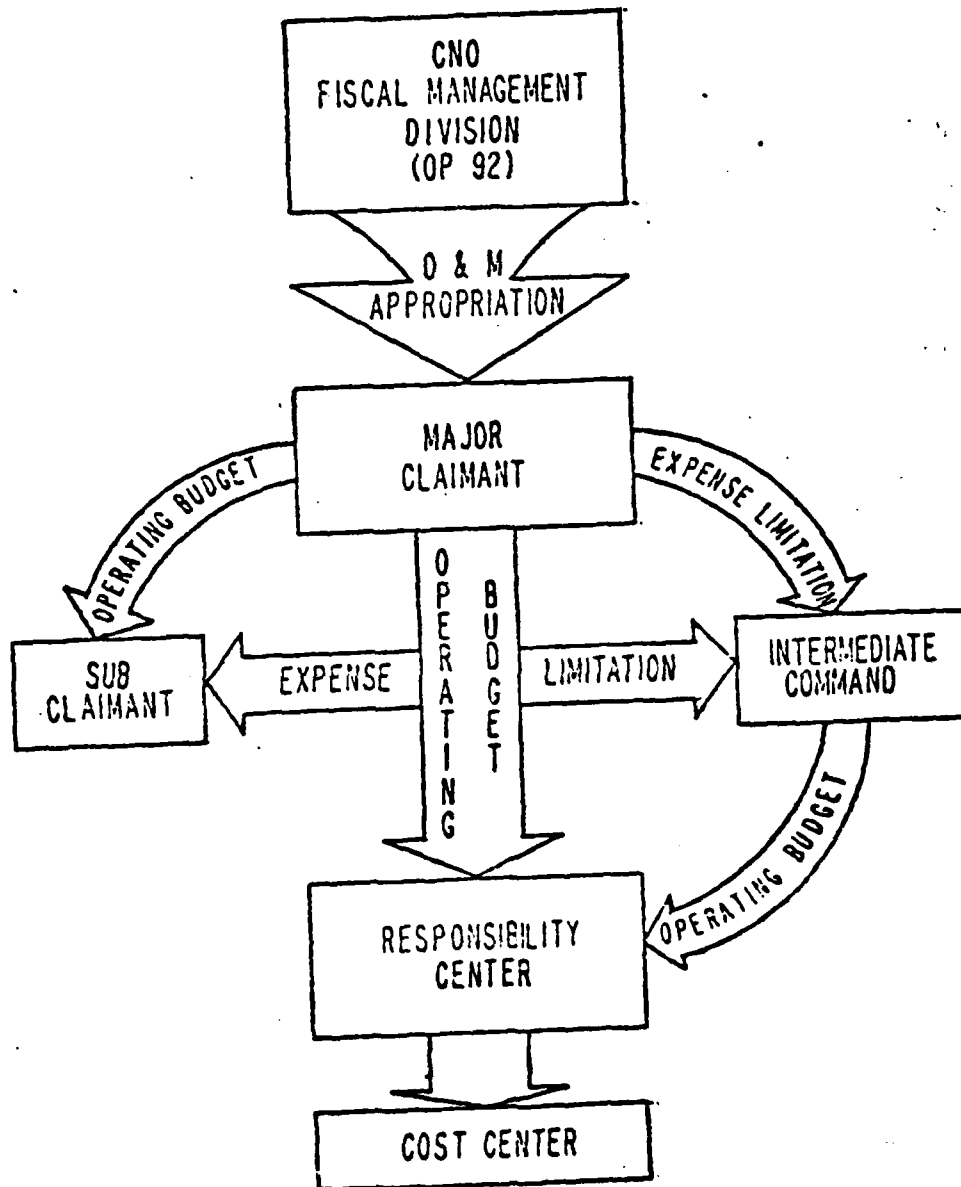 CNO
FISCAL MANAGEMENT
DIVISION
(OP 92)
O & M
APPROPRIATION
MAJOR
CLAIMANT
OPERATING BUDGET
EXPENSE LIMITATION
OPERATING
BUDGET
SUB
CLAIMANT
EXPENSE
LIMITATION
INTERMEDIATE
COMMAND
OPERATING BUDGET
RESPONSIBILITY
CENTER
COST CENTER